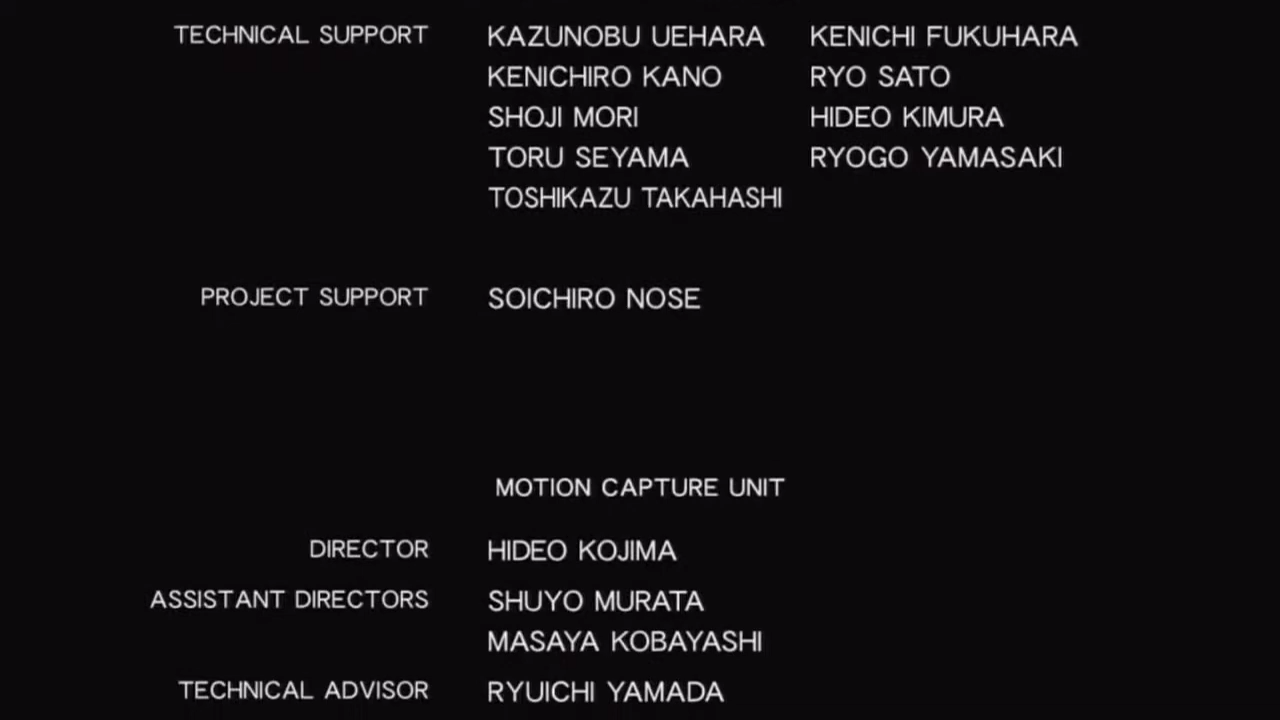 TECHNICAL SUPPORT KAZUNOBU UEHARA KENICHI FUKUHARA
KENICHIRO KANO RYO SATO
SHOJI MORI HIDEO KIMURA
TORU SEYAMA RYOGO YAMASAKI
TOSHIKAZU TAKAHASHI
PROJECT SUPPORT SOICHIRO NOSE
MOTION CAPTURE UNIT
DIRECTOR HIDEO KOJIMA
ASSISTANT DIRECTORS SHUYO MURATA
MASAYA KOBAYASHI
TECHNICAL ADVISOR RYUICHI YAMADA